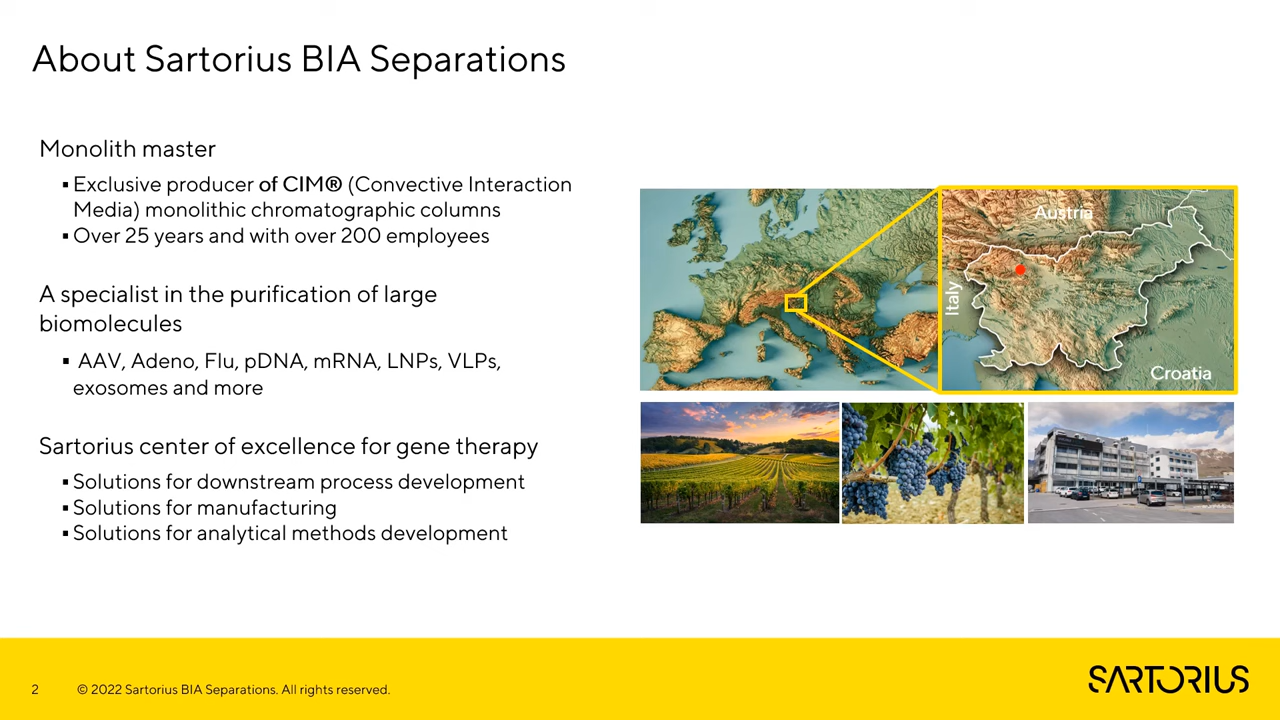 About Sartorius BIA Separations
Monolith master
▪ Exclusive producer of CIM® (Convective Interaction
Media) monolithic chromatographic columns
▪ Over 25 years and with over 200 employees
A specialist in the purification of large
biomolecules
▪ AAV, Adeno, Flu, pDNA, mRNA, LNPs, VLPs,
exosomes and more
Sartorius center of excellence for gene therapy
▪ Solutions for downstream process development
▪ Solutions for manufacturing
▪ Solutions for analytical methods development
Austria
Italy
Croatia
2
© 2022 Sartorius BIA Separations. All rights reserved.
SARTORIUS